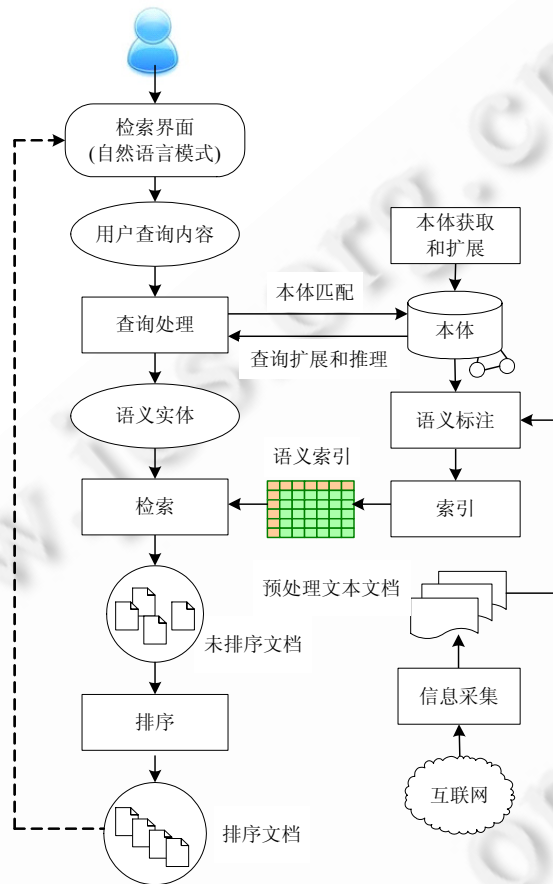 检索界面
(自然语言模式)
用户查询内容
本体获取
和扩展
本体匹配
查询处理
本体
查询扩展和推理
语义实体
语义标注
语义索引
检索
索引
预处理文本文档
未排序文档
信息采集
排序
互联网
排序文档